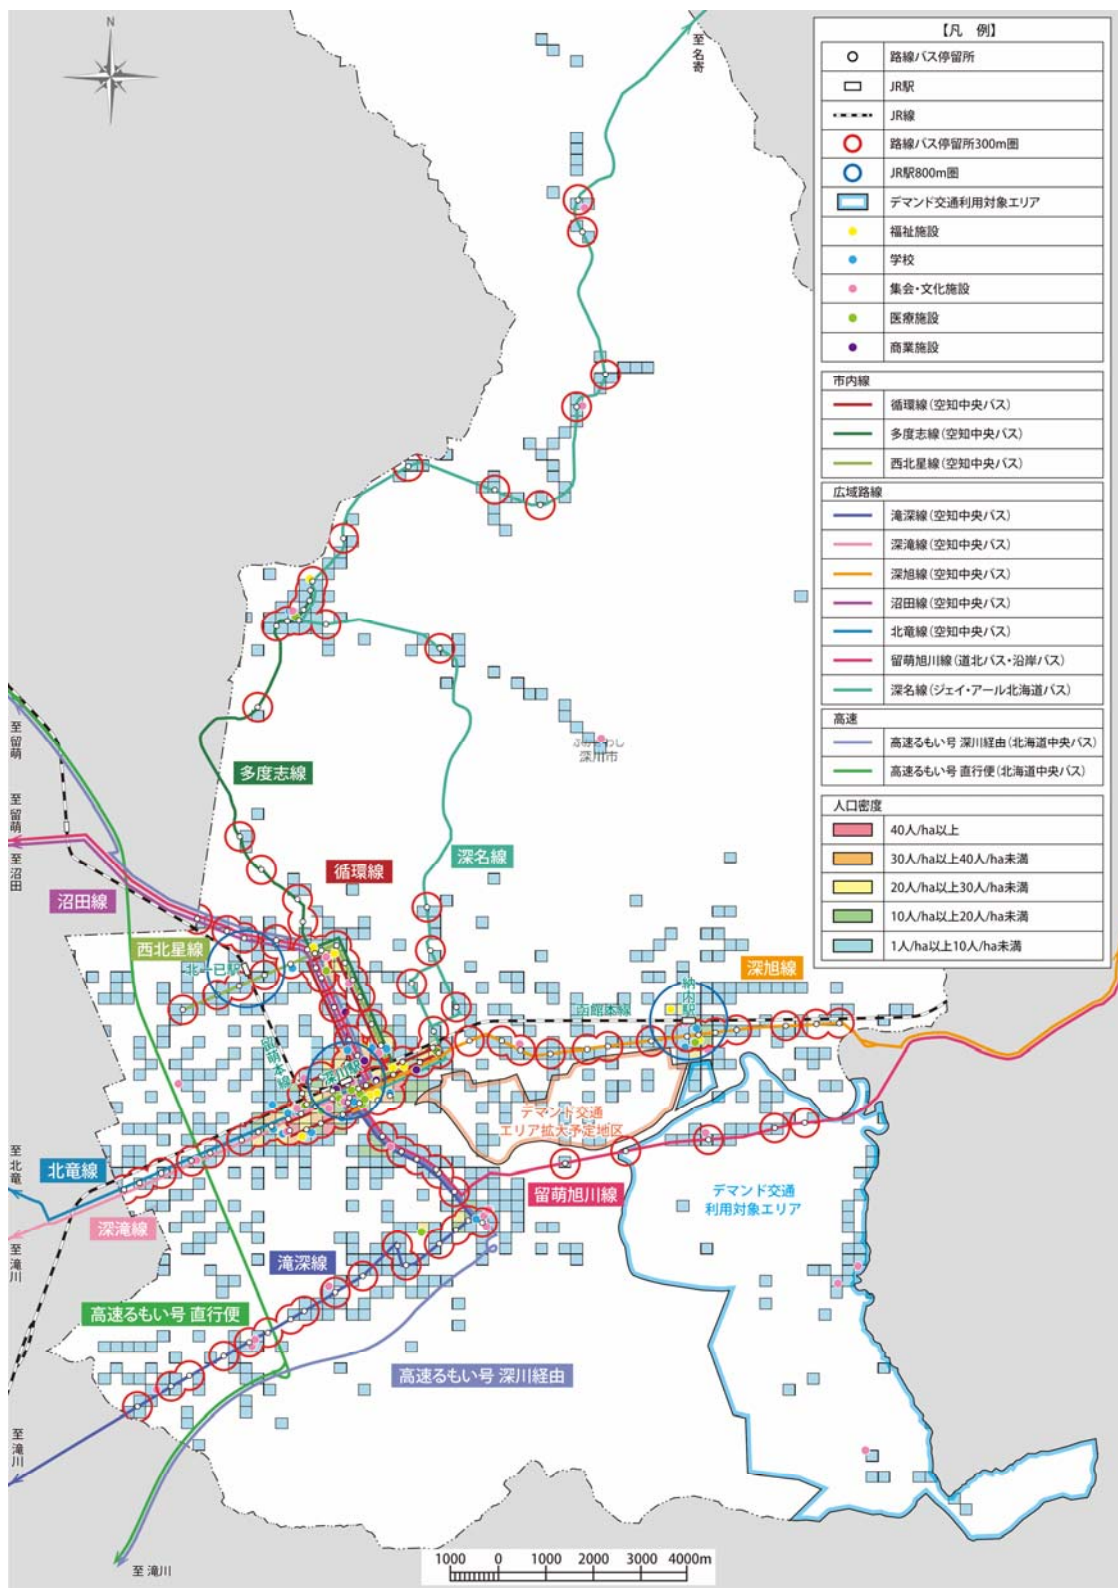 N
至名寄
【凡 例】
路線バス停留所
JR駅
JR線
路線バス停留所300m圏
JR駅800m圏
デマンド交通利用対象エリア
福祉施設
学校
集会・文化施設
医療施設
商業施設
市内線
循環線(空知中央バス)
多度志線(空知中央バス)
西北星線(空知中央バス)
広域路線
滝深線(空知中央バス)
深滝線(空知中央バス)
深旭線(空知中央バス)
沼田線(空知中央バス)
北竜線(空知中央バス)
留萌旭川線(道北バス・沿岸バス)
深名線(ジェイ・アール北海道バス)
高速
高速るもい号 深川経由(北海道中央バス)
高速るもい号 直行便(北海道中央バス)
人口密度
40人/ha以上
30人/ha以上40人/ha未満
20人/ha以上30人/ha未満
10人/ha以上20人/ha未満
1人/ha以上10人/ha未満
至留萌
至留萌
至沼田
深川市
多度志線
循環線
深名線
沼田線
西北星線
北一已駅
深旭線
納内駅
函館本線
留萌本線
深川駅
デマンド交通
エリア拡大予定地区
北竜線
至北竜
深滝線
至滝川
留萌旭川線
デマンド交通
利用対象エリア
滝深線
高速るもい号 直行便
高速るもい号 深川経由
至滝川
至 滝川
1000 0 1000 2000 3000 4000m